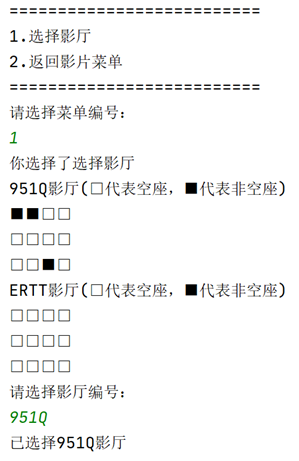 ==========================
1.选择影厅
2.返回影片菜单
==========================
请选择菜单编号：
1
你选择了选择影厅
951Q影厅(□代表空座，■代表非空座)
■■□□
□□□□
□□■□
ERTT影厅(□代表空座，■代表非空座)
□□□□
□□□□
□□□□
请选择影厅编号：
951Q
已选择951Q影厅